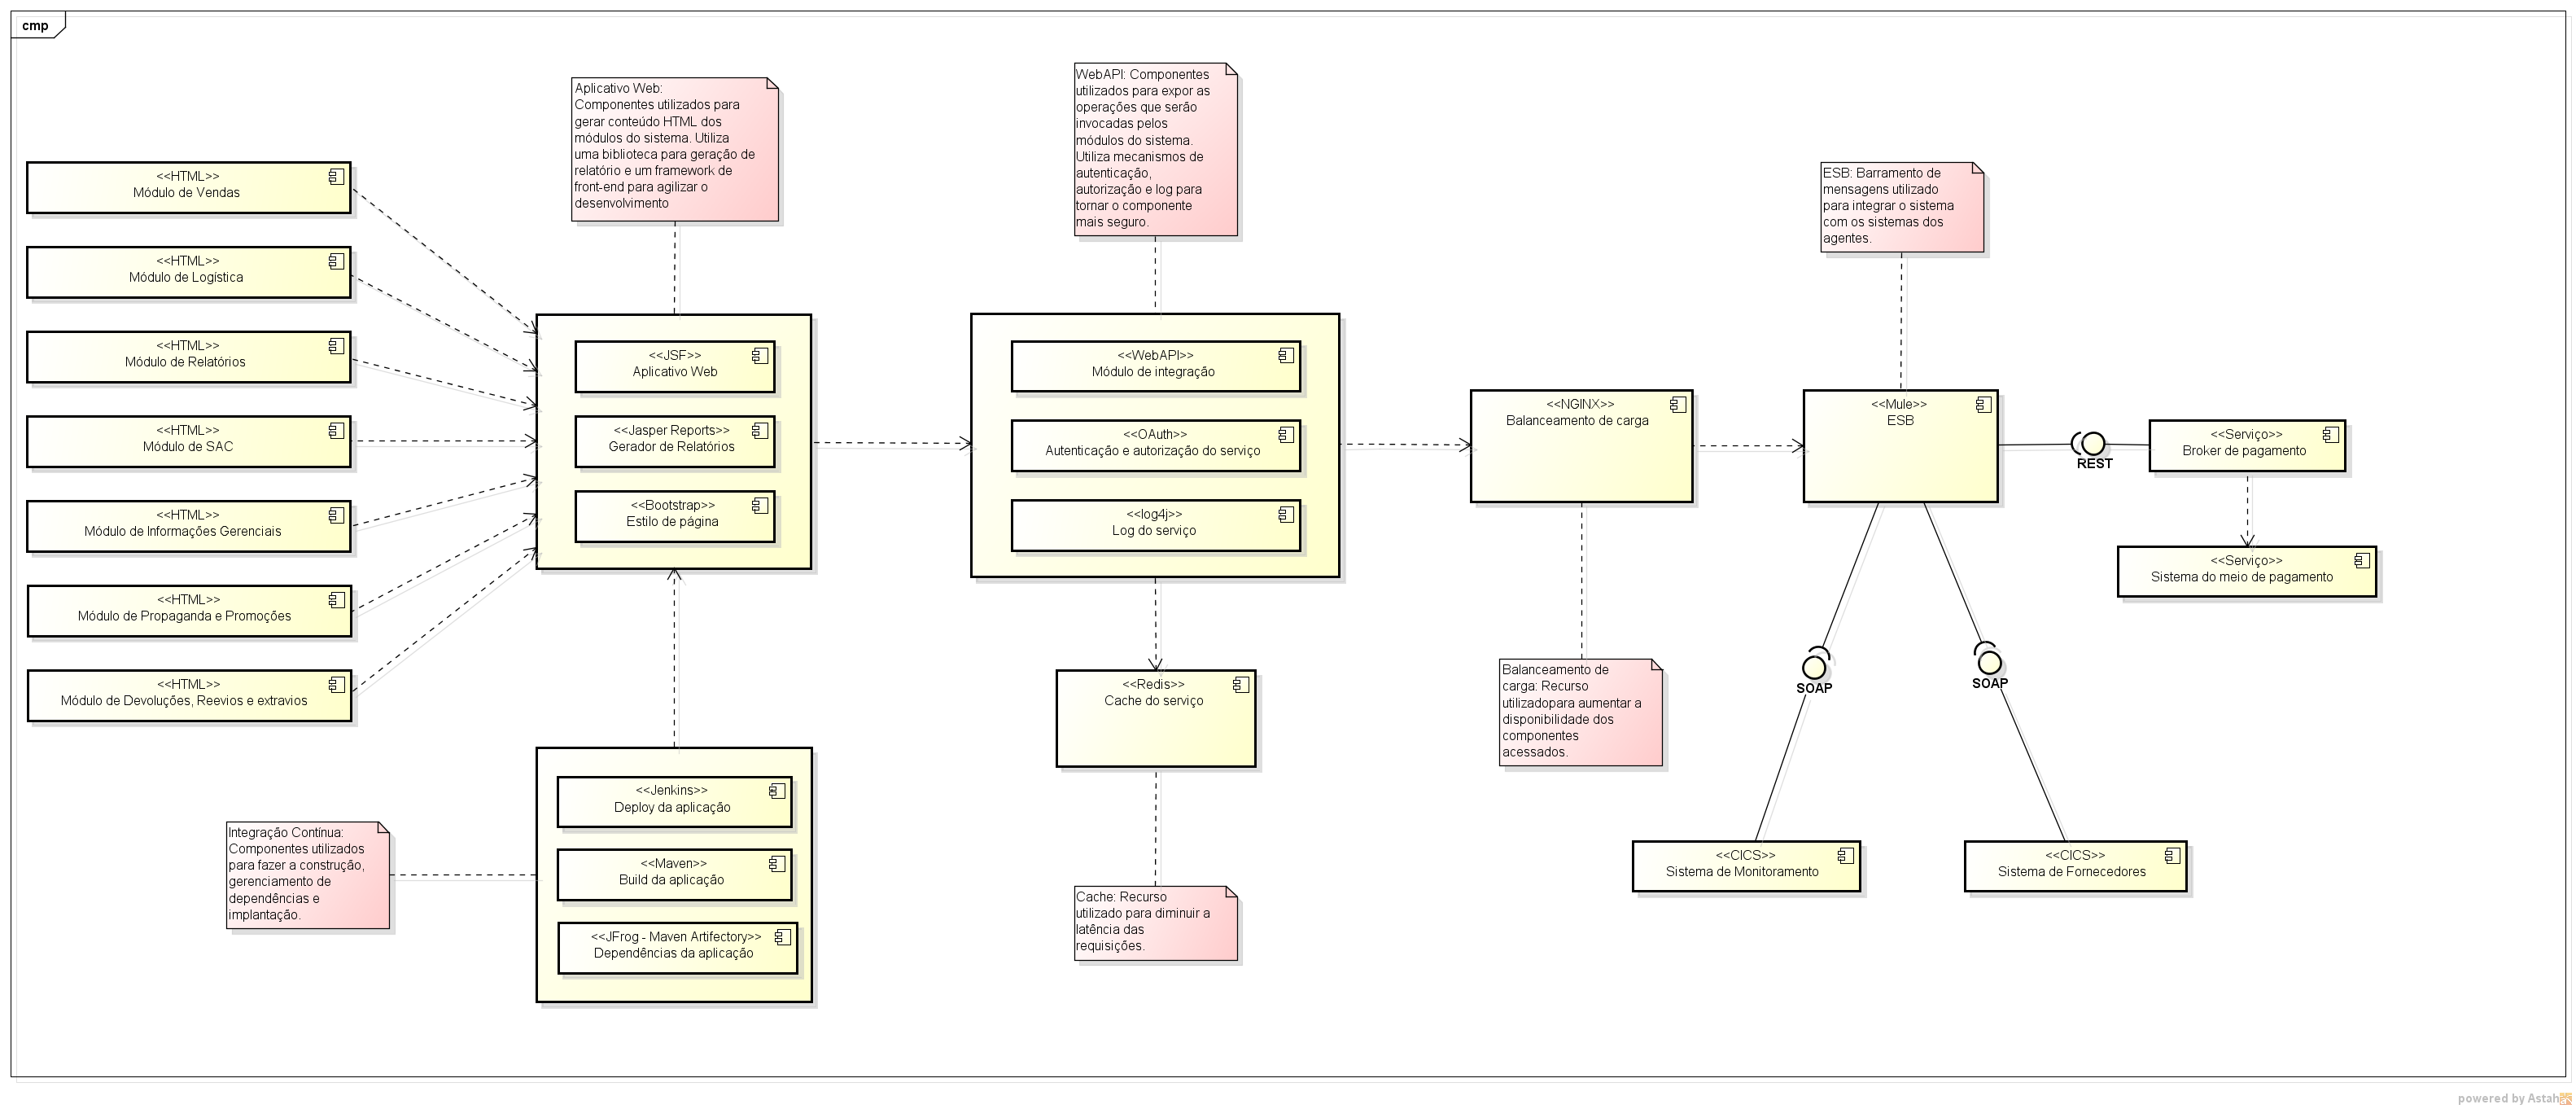 cmp
Aplicativo Web:
Componentes utilizados para
gerar conteúdo HTML dos
módulos do sistema. Utiliza
uma biblioteca para geração de
relatório e um framework de
front-end para agilizar o
desenvolvimento
WebAPI: Componentes
utilizados para expor as
operações que serão
invocadas pelos
módulos do sistema.
Utiliza mecanismos de
autenticação,
autorização e log para
tornar o componente
mais seguro.
ESB: Barramento de
mensagens utilizado
para integrar o sistema
com os sistemas dos
agentes.
<<HTML>>
Módulo de Vendas
<<HTML>>
Módulo de Logística
<<HTML>>
Módulo de Relatórios
<<HTML>>
Módulo de SAC
<<HTML>>
Módulo de Informações Gerenciais
<<HTML>>
Módulo de Propaganda e Promoções
<<HTML>>
Módulo de Devoluções, Reevios e extravios
<<JSF>>
Aplicativo Web
<<Jasper Reports>>
Gerador de Relatórios
<<Bootstrap>>
Estilo de página
<<WebAPI>>
Módulo de integração
<<OAuth>>
Autenticação e autorização do serviço
<<log4j>>
Log do serviço
<<NGINX>>
Balanceamento de carga
<<Mule>>
ESB
REST
<<Serviço>>
Broker de pagamento
<<Serviço>>
Sistema do meio de pagamento
<<Redis>>
Cache do serviço
Balanceamento de
carga: Recurso
utilizadopara aumentar a
disponibilidade dos
componentes
acessados.
SOAP
SOAP
<<Jenkins>>
Deploy da aplicação
<<Maven>>
Build da aplicação
<<JFrog - Maven Artifectory>>
Dependências da aplicação
Integração Contínua:
Componentes utilizados
para fazer a construção,
gerenciamento de
dependências e
implantação.
Cache: Recurso
utilizado para diminuir a
latência das
requisições.
<<CICS>>
Sistema de Monitoramento
<<CICS>>
Sistema de Fornecedores
powered by Astah